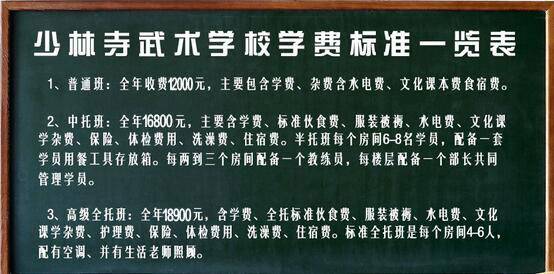 少林寺武术学校学费标准一览表
1、普通班：全年收费12000元，主要包含学费、杂费含水电费、文化课本费食宿费。
2、中托班：全年16800元，主要含学费、标准伙食费、服装被褥、水电费、文化课
学杂费、保险、体检费用、洗澡费、住宿费。半托班每个房间6-8名学员，配备一套
学员用餐工具存放箱。每两到三个房间配备一个教练员，每楼层配备一个部长共同
管理学员。
3、高级全托班：全年18900元，含学费、全托标准伙食费、服装被褥、水电费、文化
课学杂费、护理费、保险、体检费用、洗澡费、住宿费。标准全托班是每个房间4-6人，
配有空调、并有生活老师照顾。